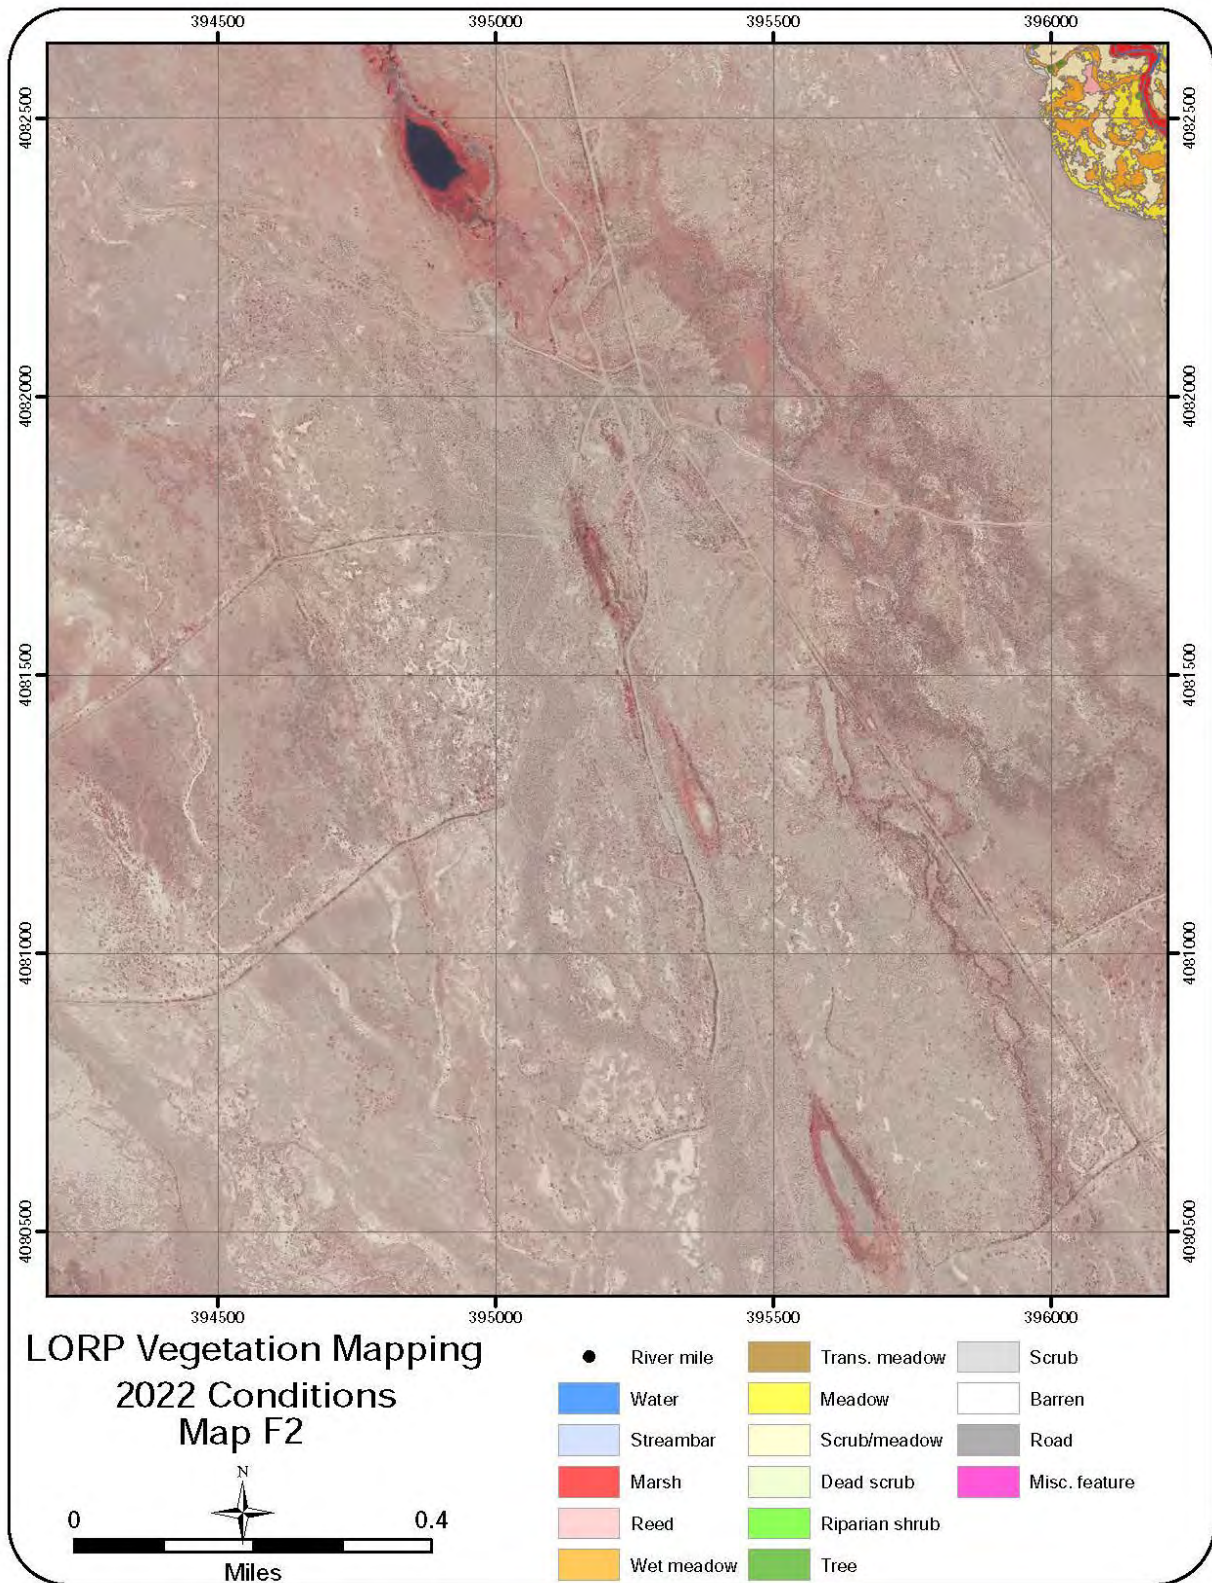 394500 395000 395500 396000
4082500 4082500
4082000 4082000
4081500 4081500
4081000 4081000
4080500 4080500
394500 395000 395500 396000
LORP Vegetation Mapping
2022 Conditions
Map F2
N
0 0.4
Miles
River mile
Water
Streambar
Marsh
Reed
Wet meadow
Trans. meadow
Meadow
Scrub/meadow
Dead scrub
Riparian shrub
Tree
Scrub
Barren
Road
Misc. feature